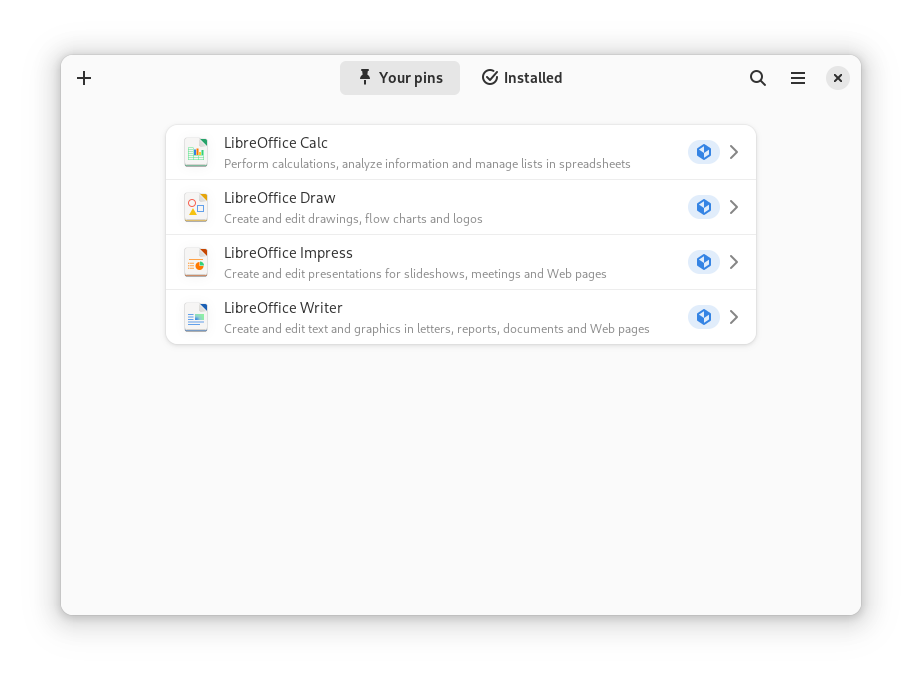 Your pins
Installed
LibreOffice Calc
Perform calculations, analyze information and manage lists in spreadsheets
LibreOffice Draw
Create and edit drawings, flow charts and logos
LibreOffice Impress
Create and edit presentations for slideshows, meetings and Web pages
LibreOffice Writer
Create and edit text and graphics in letters, reports, documents and Web pages